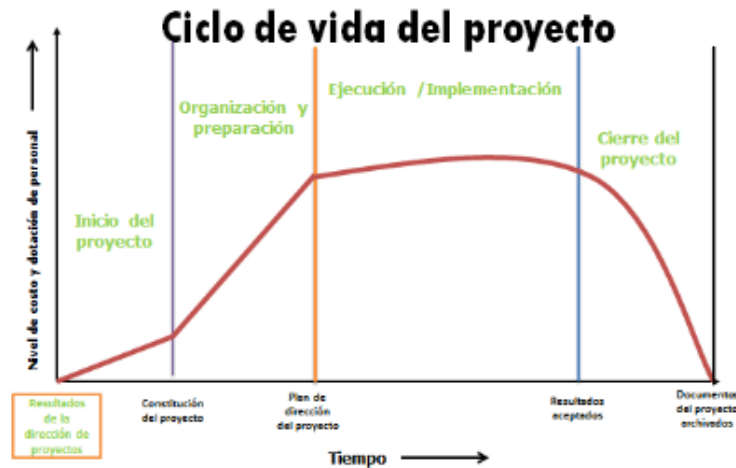 Ciclo de vida del proyecto
Nivel de costo y dotación de personal
Inicio del
proyecto
Organización y
preparación
Ejecución /Implementación
Cierre del
proyecto
Resultados
de la
dirección de
proyectos
Constitución
del proyecto
Plan de
dirección
del proyecto
Resultados
aceptados
Documentos
del proyecto
archivados
Tiempo